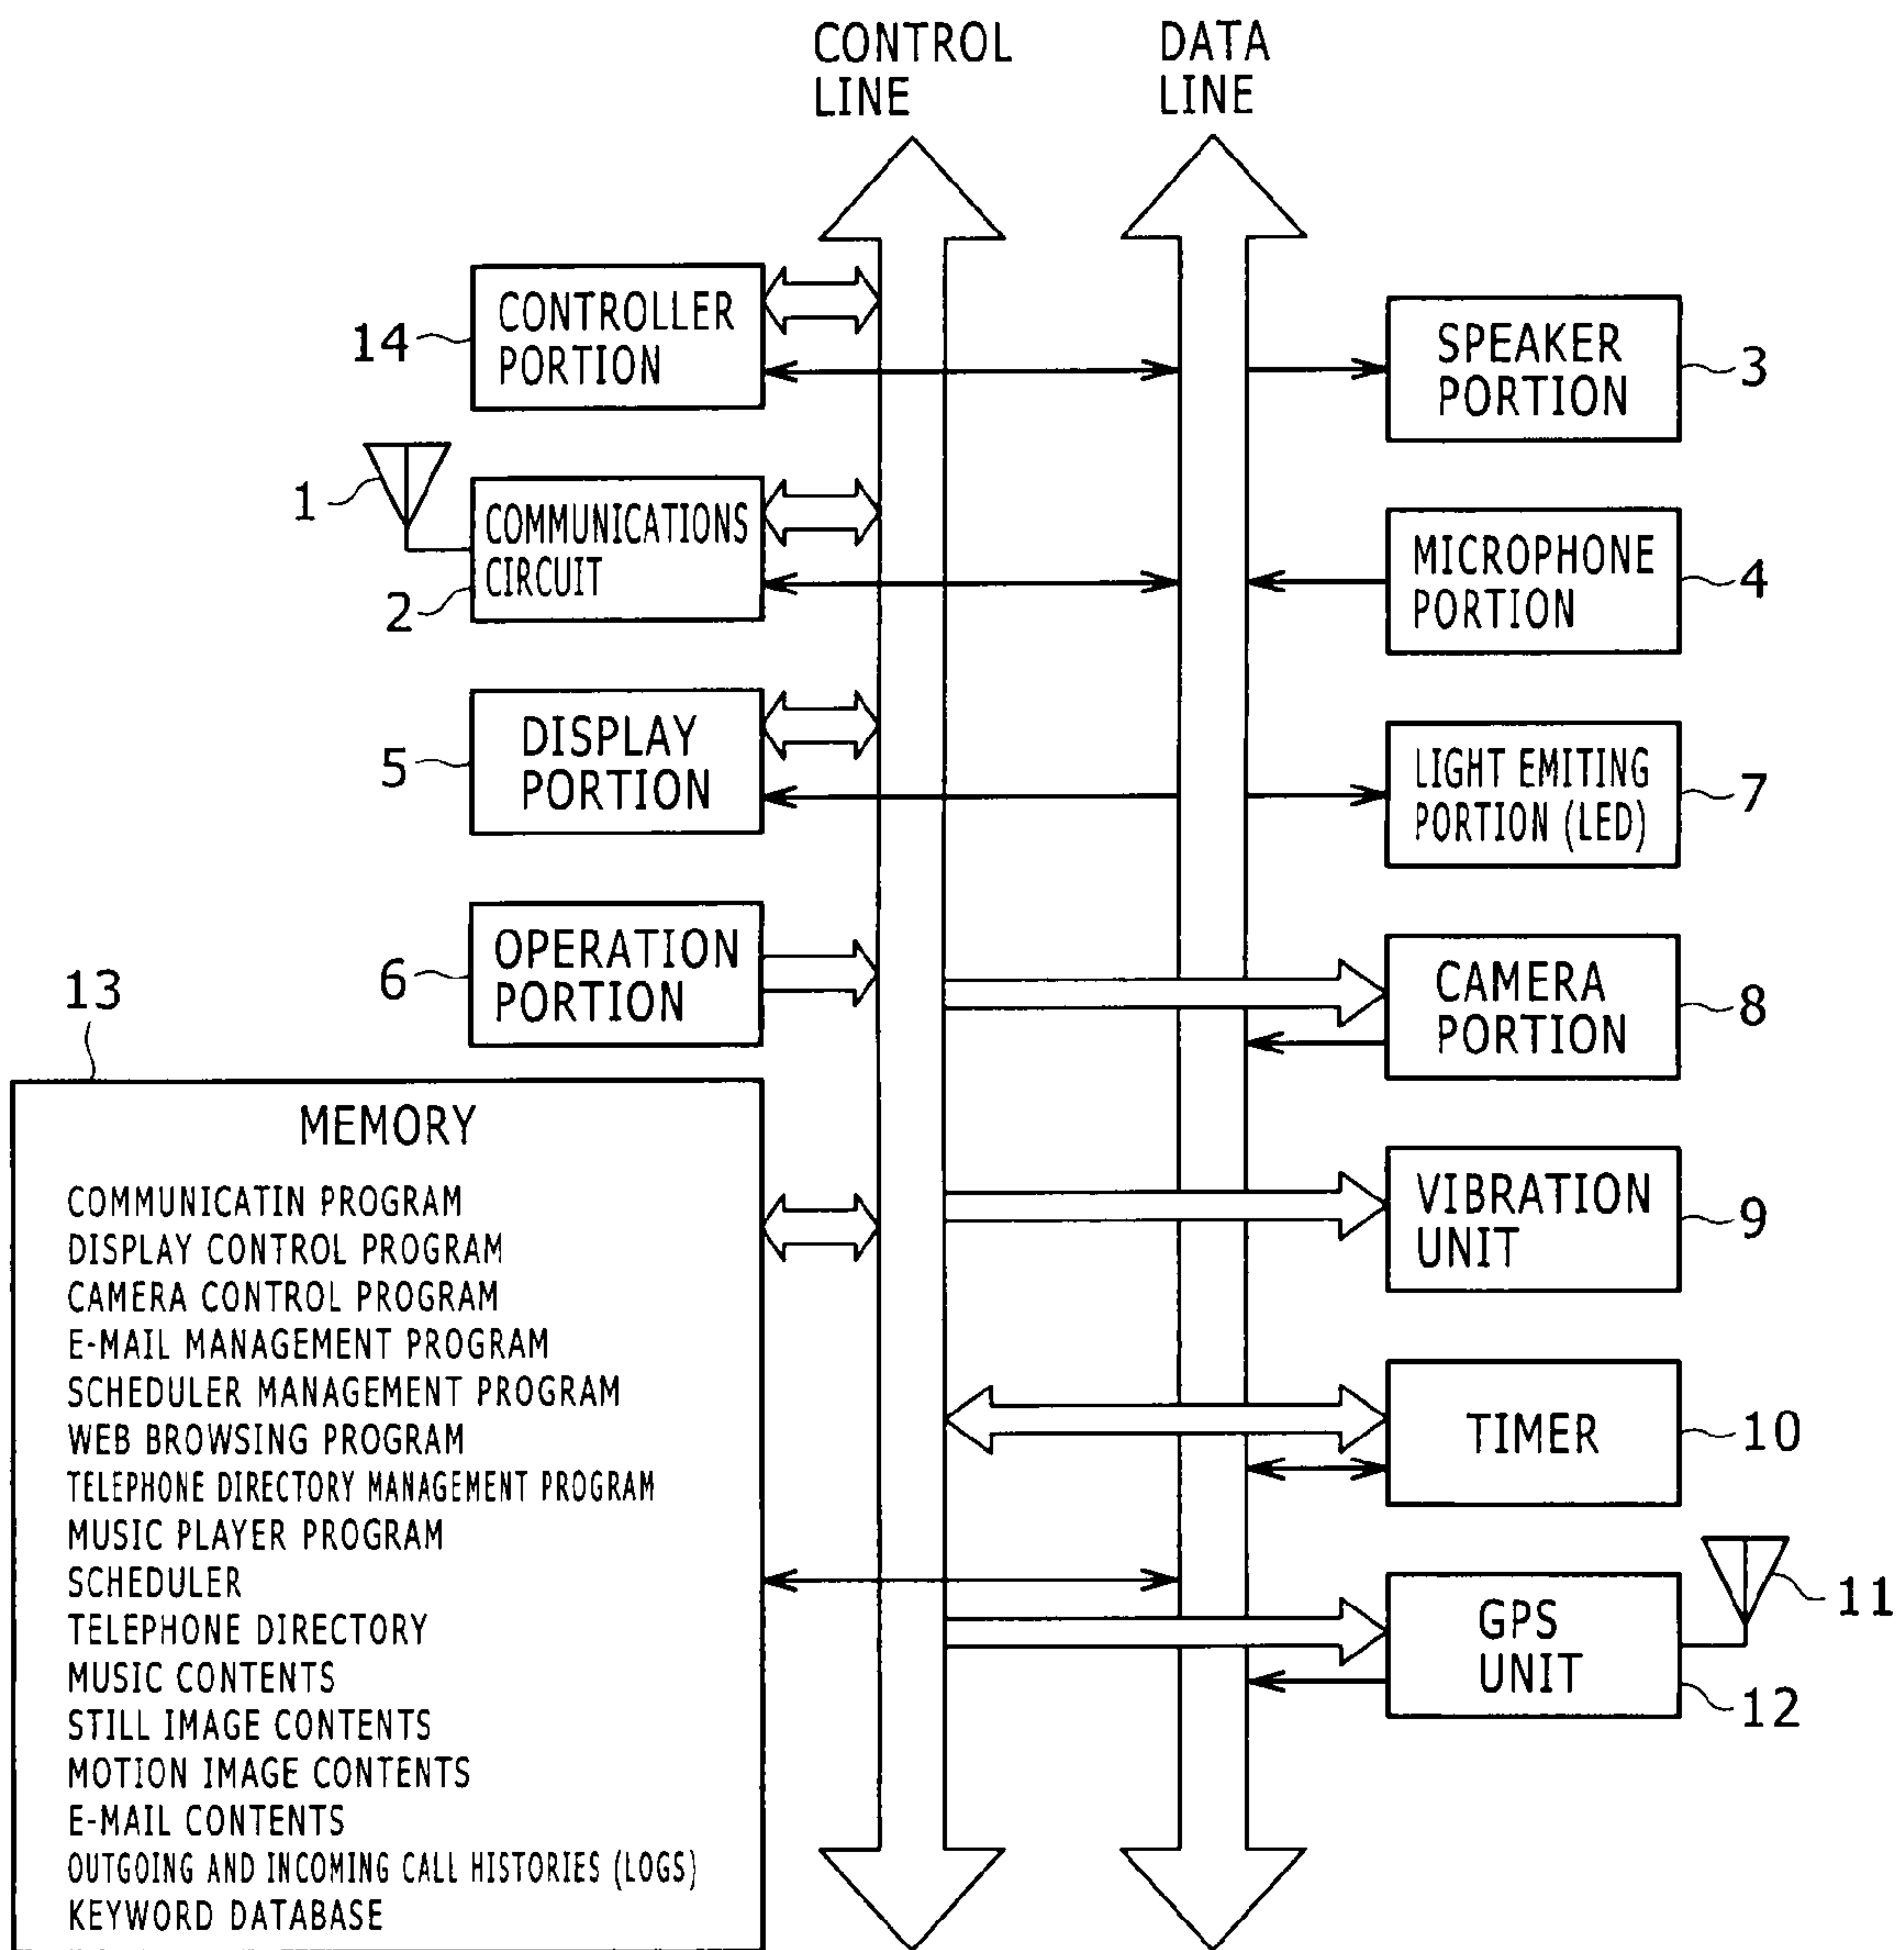 CONTROL
LINE
DATA
LINE
CONTROLLER
PORTION
14
SPEAKER
PORTION
3
1
COMMUNICATIONS
CIRCUIT
2
MICROPHONE
PORTION
4
DISPLAY
PORTION
5
LIGHT EMITING
PORTION (LED)
7
OPERATION
PORTION
6
CAMERA
PORTION
8
13
MEMORY
COMMUNICATIN PROGRAM
DISPLAY CONTROL PROGRAM
CAMERA CONTROL PROGRAM
E-MAIL MANAGEMENT PROGRAM
SCHEDULER MANAGEMENT PROGRAM
WEB BROWSING PROGRAM
TELEPHONE DIRECTORY MANAGEMENT PROGRAM
MUSIC PLAYER PROGRAM
SCHEDULER
TELEPHONE DIRECTORY
MUSIC CONTENTS
STILL IMAGE CONTENTS
MOTION IMAGE CONTENTS
E-MAIL CONTENTS
OUTGOING AND INCOMING CALL HISTORIES (LOGS)
KEYWORD DATABASE
VIBRATION
UNIT
9
TIMER
10
GPS
UNIT
11
12